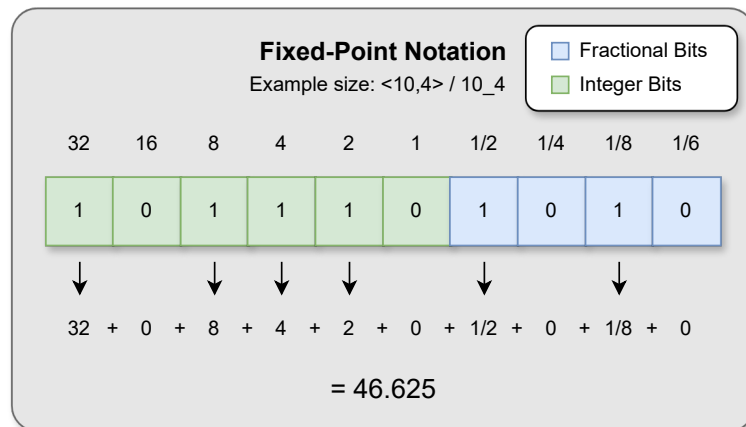 Fixed-Point Notation
Example size: <10,4> / 10_4
Fractional Bits
Integer Bits
32 16 8 4 2 1 1/2 1/4 1/8 1/6
1 0 1 1 1 0 1 0 1 0
32 + 0 + 8 + 4 + 2 + 0 + 1/2 + 0 + 1/8 + 0
= 46.625